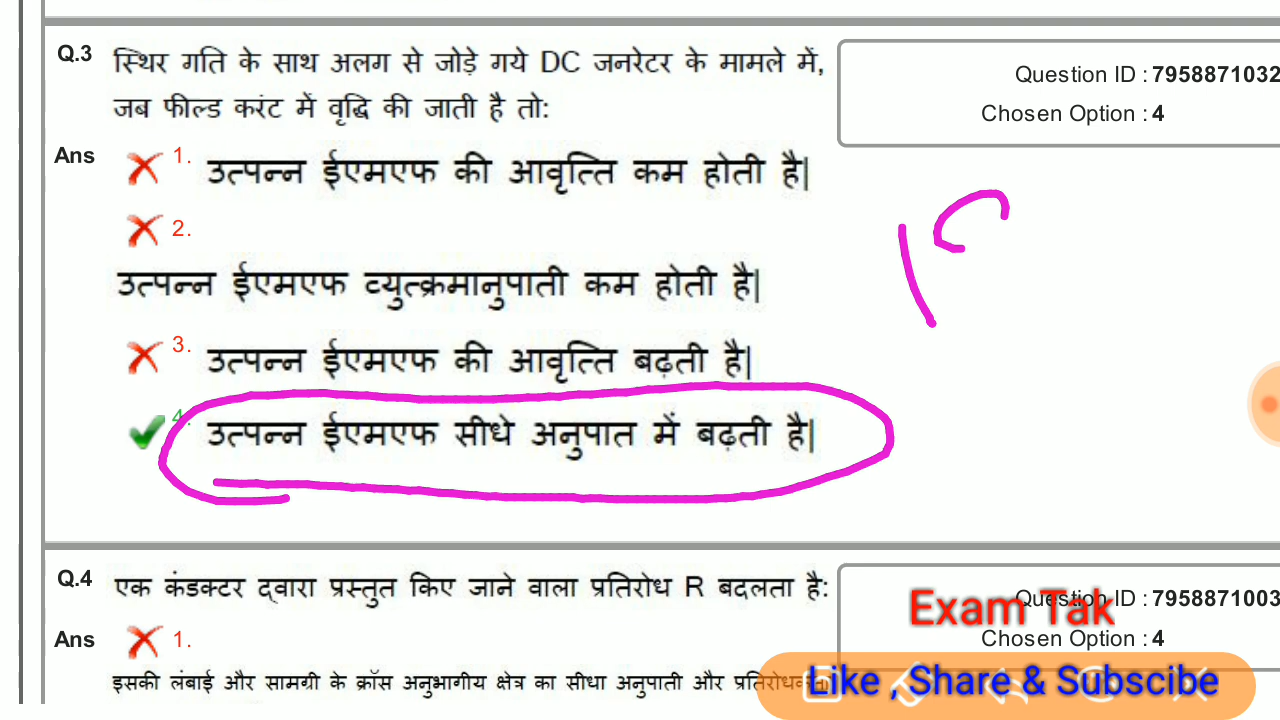 Q.3 स्थिर गति के साथ अलग से जोड़े गये DC जनरेटर के मामले में,
जब फील्ड करंट में वृद्धि की जाती है तो:
Question ID : 7958871032
Chosen Option : 4
Ans 1. उत्पन्न ईएमएफ की आवृत्ति कम होती है|
2.
उत्पन्न ईएमएफ व्युत्क्रमानुपाती कम होती है|
3. उत्पन्न ईएमएफ की आवृत्ति बढ़ती है|
4. उत्पन्न ईएमएफ सीधे अनुपात में बढ़ती है|
Q.4 एक कंडक्टर द्वारा प्रस्तुत किए जाने वाला प्रतिरोध R बदलता है:
Question ID : 7958871003
Exam Tak
Chosen Option : 4
Ans 1.
इसकी लंबाई और सामग्री के क्रॉस अनुभागीय क्षेत्र का सीधा अनुपाती और
Like , Share & Subscibe